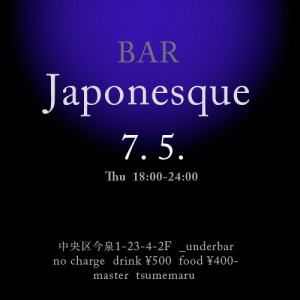 BAR
Japonesque
7. 5.
Thu 18:00-24:00
中央区今泉1-23-4-2F _underbar
no charge drink ¥500 food ¥400-
master tsumemaru